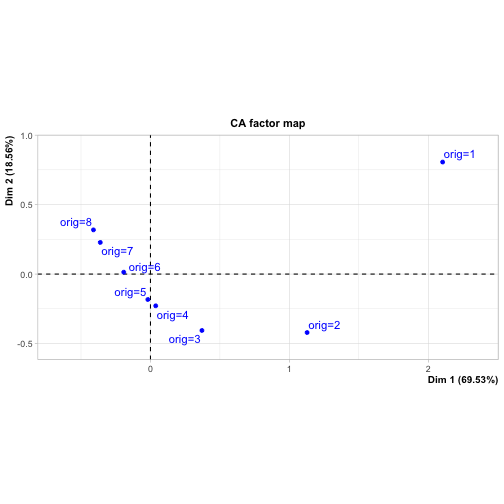 CA factor map
Dim 2 (18.56%)
1.0
0.5
0.0
-0.5
orig=1
orig=8
orig=7
orig=6
orig=5
orig=4
orig=3
orig=2
0
1
2
Dim 1 (69.53%)